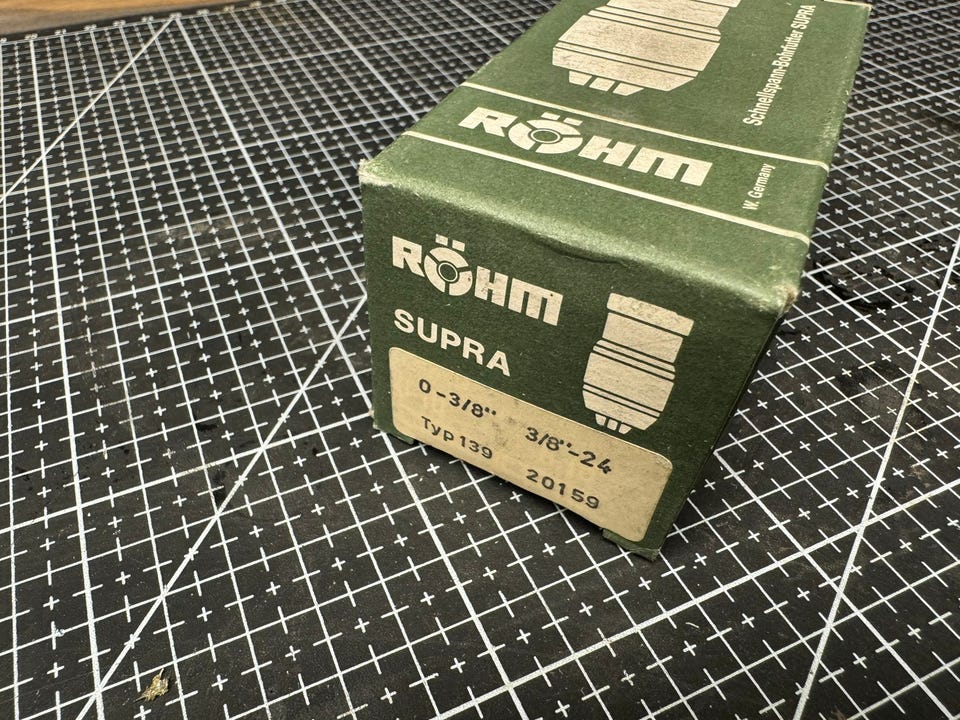 Schnellspann-Bohrfutter SUPRA
RÖHM
W. Germany
RÖHM
SUPRA
0-3/8" 3/8"-24
Typ 139 20159